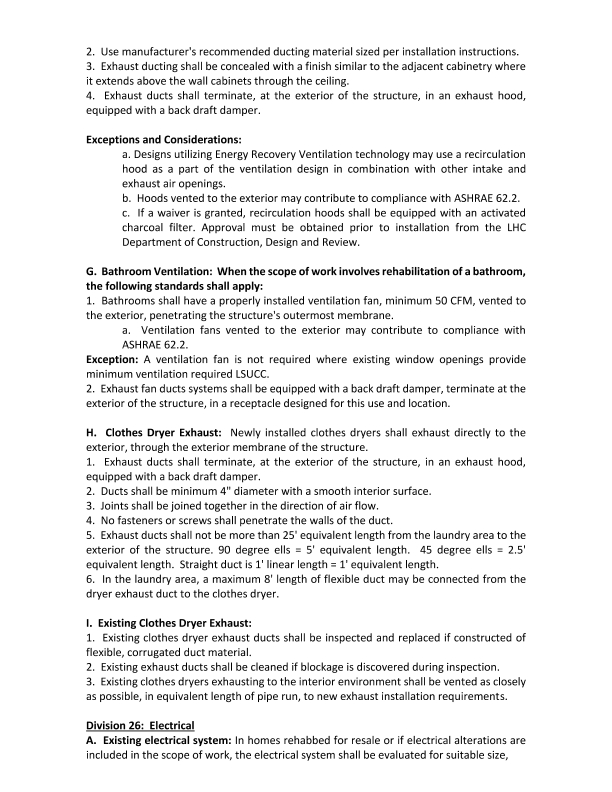 2.  Use manufacturer's recommended ducting material sized per installation instructions.
3.  Exhaust ducting shall be concealed with a finish similar to the adjacent cabinetry where
it extends above the wall cabinets through the ceiling.
4.  Exhaust ducts shall terminate, at the exterior of the structure, in an exhaust hood,
equipped with a back draft damper.
Exceptions and Considerations:
a. Designs utilizing Energy Recovery Ventilation technology may use a recirculation
hood as a part of the ventilation design in combination with other intake and
exhaust air openings.
b.  Hoods vented to the exterior may contribute to compliance with ASHRAE 62.2.
c.  If a waiver is granted, recirculation hoods shall be equipped with an activated
charcoal filter. Approval must be obtained prior to installation from the LHC
Department of Construction, Design and Review.
G.  Bathroom Ventilation:  When the scope of work involves rehabilitation of a bathroom,
the following standards shall apply:
1.  Bathrooms shall have a properly installed ventilation fan, minimum 50 CFM, vented to
the exterior, penetrating the structure's outermost membrane.
a.  Ventilation fans vented to the exterior may contribute to compliance with
ASHRAE 62.2.
Exception: A ventilation fan is not required where existing window openings provide
minimum ventilation required LSUCC.
2.  Exhaust fan ducts systems shall be equipped with a back draft damper, terminate at the
exterior of the structure, in a receptacle designed for this use and location.
H.  Clothes Dryer Exhaust:  Newly installed clothes dryers shall exhaust directly to the
exterior, through the exterior membrane of the structure.
1.  Exhaust ducts shall terminate, at the exterior of the structure, in an exhaust hood,
equipped with a back draft damper.
2.  Ducts shall be minimum 4" diameter with a smooth interior surface.
3.  Joints shall be joined together in the direction of air flow.
4.  No fasteners or screws shall penetrate the walls of the duct.
5.  Exhaust ducts shall not be more than 25' equivalent length from the laundry area to the
exterior of the structure. 90 degree ells = 5' equivalent length.  45 degree ells = 2.5'
equivalent length.  Straight duct is 1' linear length = 1' equivalent length.
6.  In the laundry area, a maximum 8' length of flexible duct may be connected from the
dryer exhaust duct to the clothes dryer.
I.  Existing Clothes Dryer Exhaust:
1.  Existing clothes dryer exhaust ducts shall be inspected and replaced if constructed of
flexible, corrugated duct material.
2.  Existing exhaust ducts shall be cleaned if blockage is discovered during inspection.
3.  Existing clothes dryers exhausting to the interior environment shall be vented as closely
as possible, in equivalent length of pipe run, to new exhaust installation requirements.
Division 26:  Electrical
A.  Existing electrical system: In homes rehabbed for resale or if electrical alterations are
included in the scope of work, the electrical system shall be evaluated for suitable size,